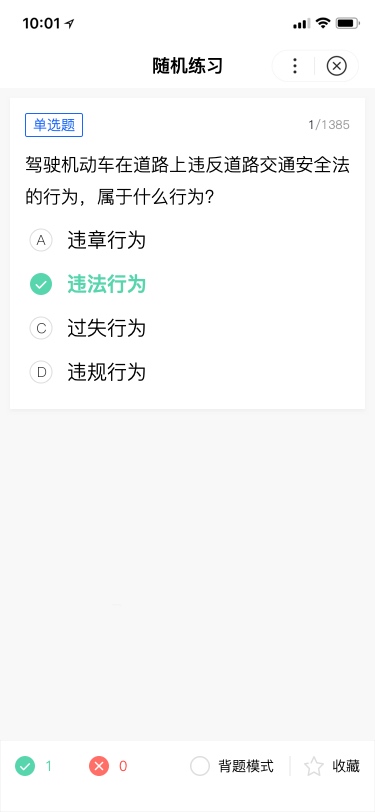 10:01
随机练习
单选题
1/1385
驾驶机动车在道路上违反道路交通安全法
的行为，属于什么行为？
A 违章行为
违法行为
C 过失行为
D 违规行为
1 0 背题模式 收藏